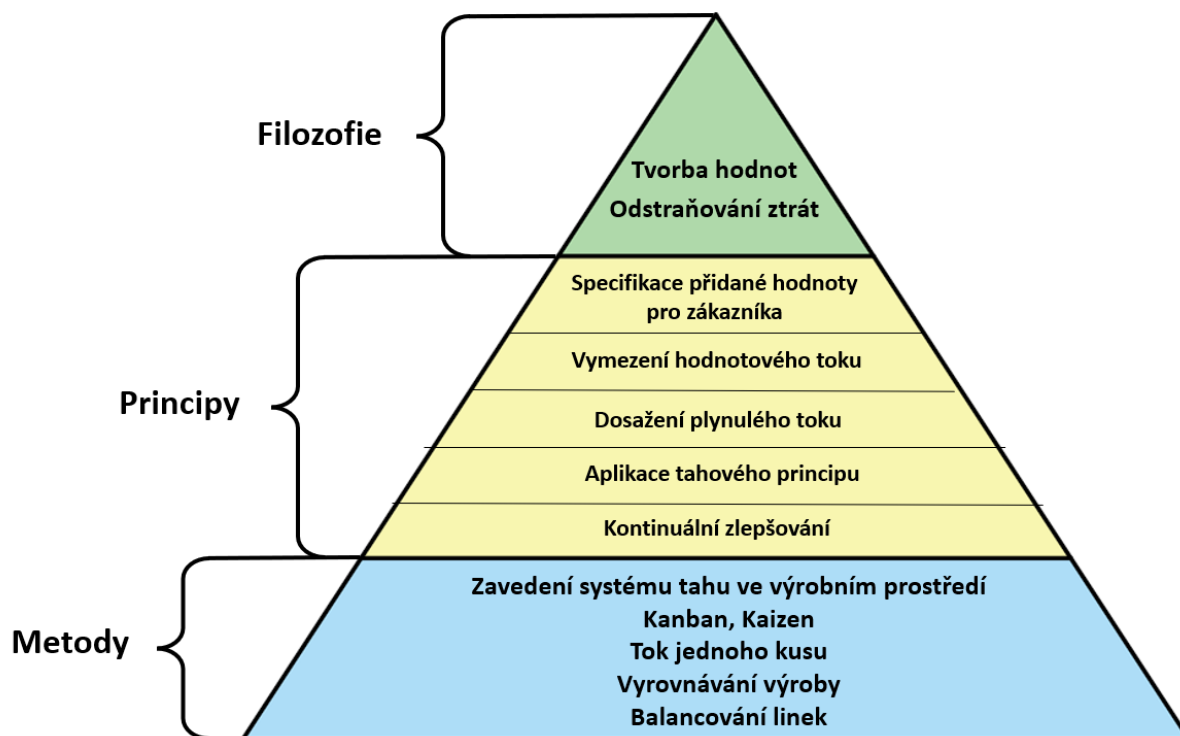 Filozofie
Tvorba hodnot
Odstraňování ztrát
Principy
Specifikace přidané hodnoty
pro zákazníka
Vymezení hodnotového toku
Dosažení plynulého toku
Aplikace tahového principu
Kontinuální zlepšování
Metody
Zavedení systému tahu ve výrobním prostředí
Kanban, Kaizen
Tok jednoho kusu
Vyrovnávání výroby
Balancování linek